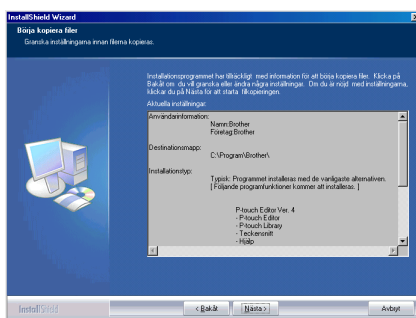 InstallShield Wizard
Börja kopiera filer
Granska inställningarna innan filerna kopieras.
Installationsprogrammet har tillräckligt med information för att börja kopiera filer. Klicka på
Bakåt om du vill granska eller ändra några inställningar. Om du är nöjd med inställningarna,
klickar du på Nästa för att starta filkopieringen.
Aktuella inställningar:
Användarinformation:
Namn:Brother
Företag:Brother
Destinationsmapp:
C:\Program\Brother\
Installationstyp:
Typisk: Programmet installeras med de vanligaste alternativen.
[ Följande programfunktioner kommer att installeras. ]
P-touch Editor Ver. 4
- P-touch Editor
- P-touch Library
- Teckensnitt
- Hjälp
InstallShield
< Bakåt
Nästa >
Avbryt